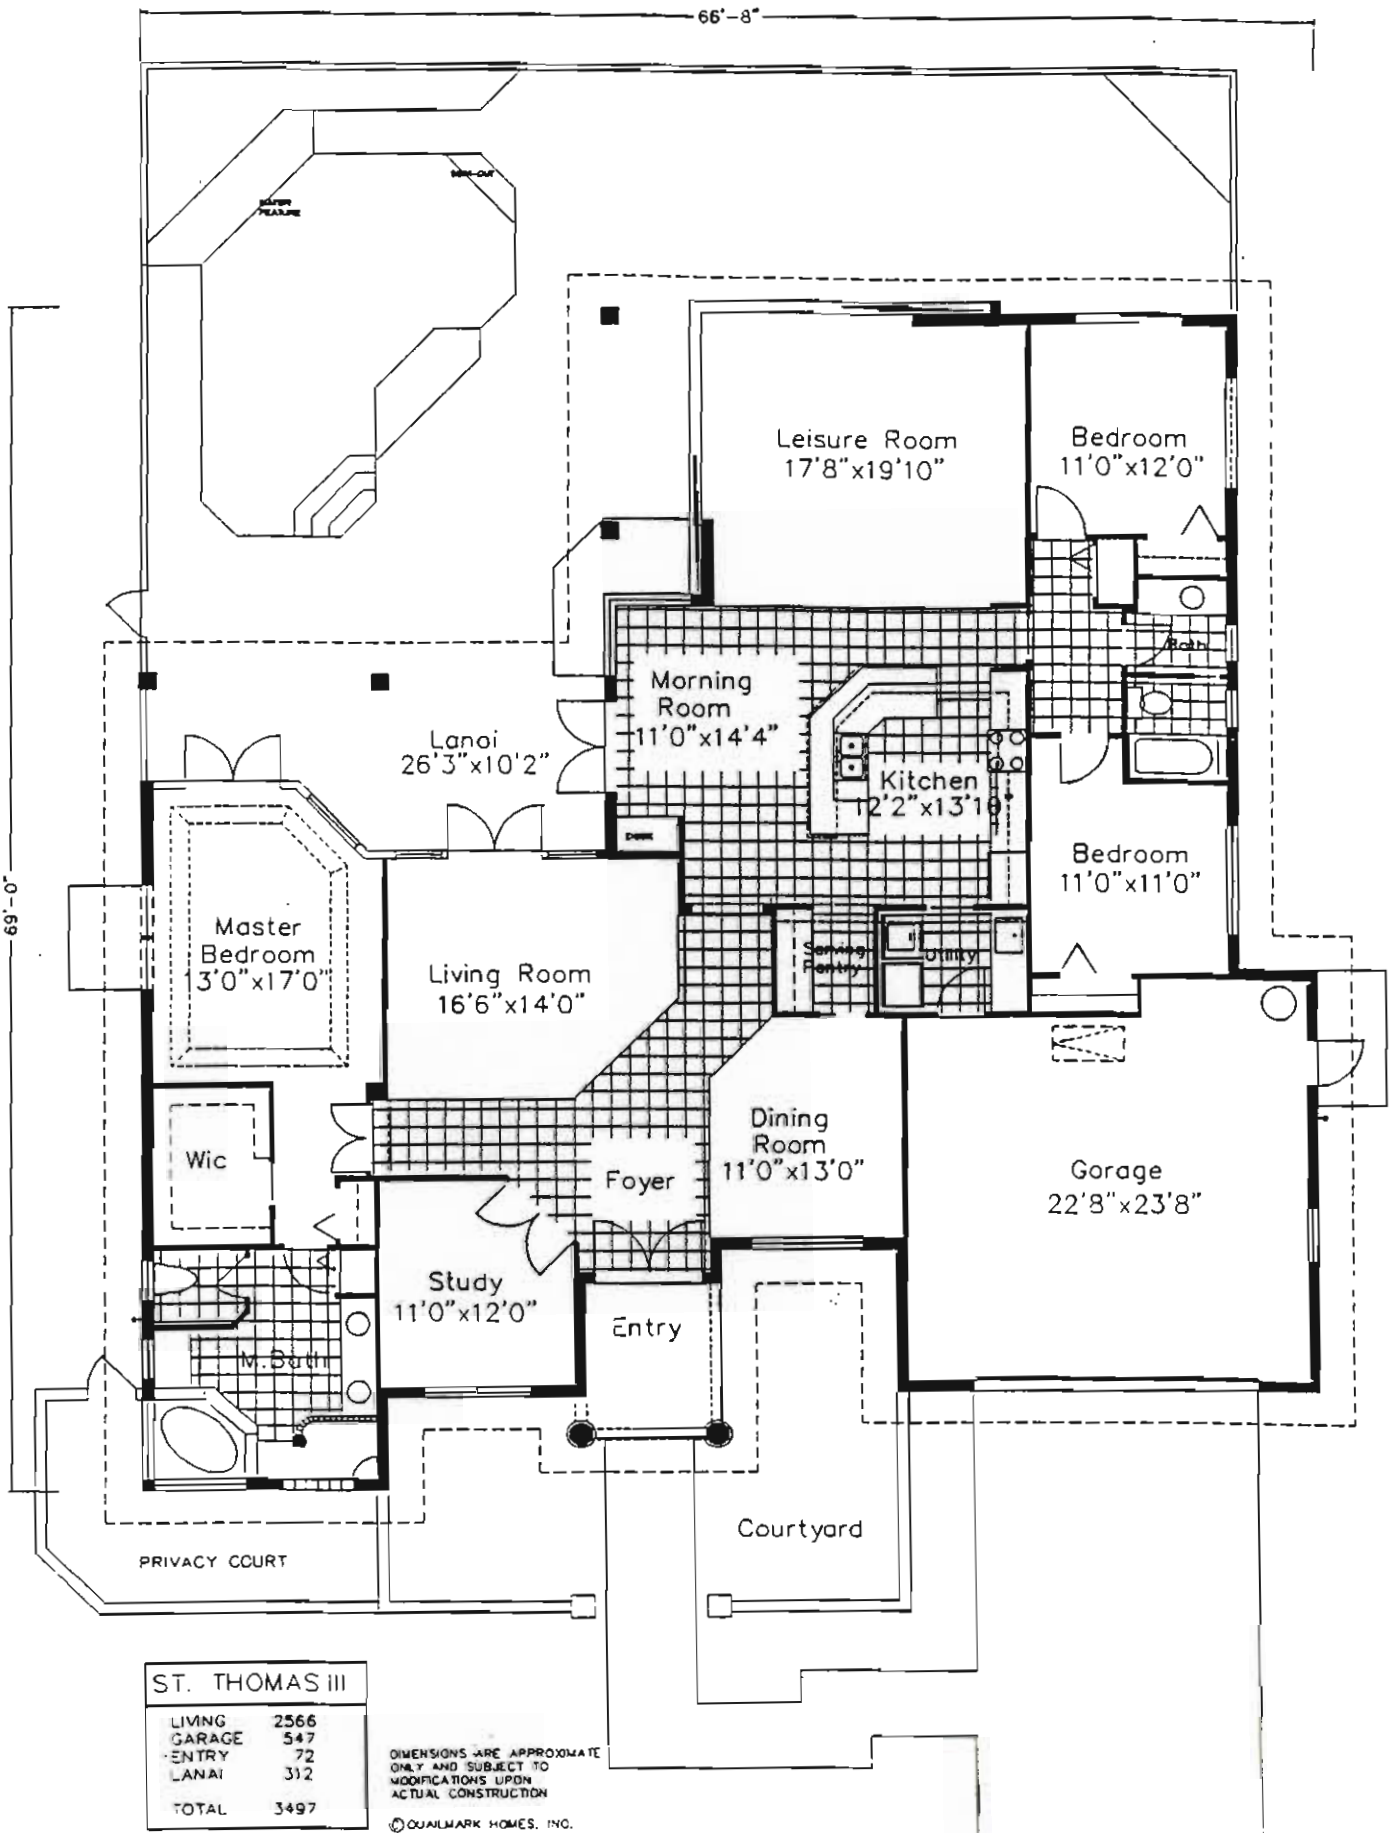 66'-8"
SWIM-OUT
WATER
FEATURE
Leisure Room
17'8"x19'10"
Bedroom
11'0"x12'0"
Bath
Morning
Room
11'0"x14'4"
Lanai
26'3"x10'2"
Kitchen
12'2"x13'10
DESK
Bedroom
11'0"x11'0"
69'-0"
Master
Bedroom
13'0"x17'0"
Living Room
16'6"x14'0"
Serving
Pantry
Utility
Dining
Room
11'0"x13'0"
Wic
Foyer
Garage
22'8"x23'8"
Study
11'0"x12'0"
Entry
M.Bath
Courtyard
PRIVACY COURT
ST. THOMAS III
LIVING 2566
GARAGE 547
ENTRY 72
LANAI 312
TOTAL 3497
DIMENSIONS ARE APPROXIMATE
ONLY AND SUBJECT TO
MODIFICATIONS UPON
ACTUAL CONSTRUCTION
© QUALMARK HOMES, INC.